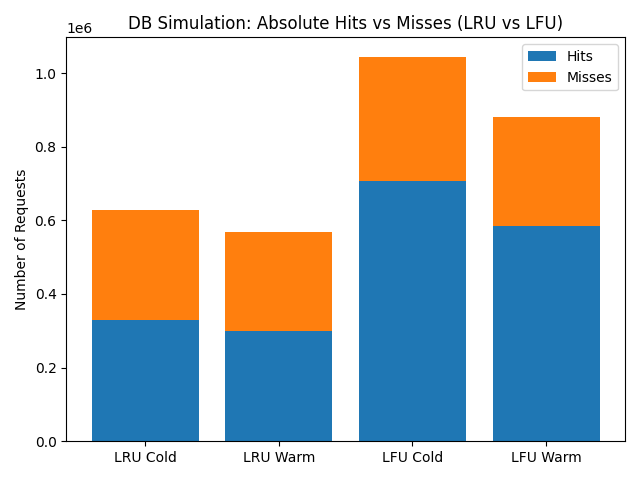 DB Simulation: Absolute Hits vs Misses (LRU vs LFU)
1e6
Hits
Misses
Number of Requests
1.0
0.8
0.6
0.4
0.2
0.0
LRU Cold
LRU Warm
LFU Cold
LFU Warm